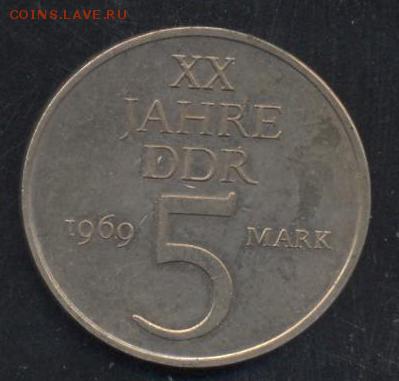 COINS.LAVE.RU
XX
JAHRE
DDR
1969 5 MARK